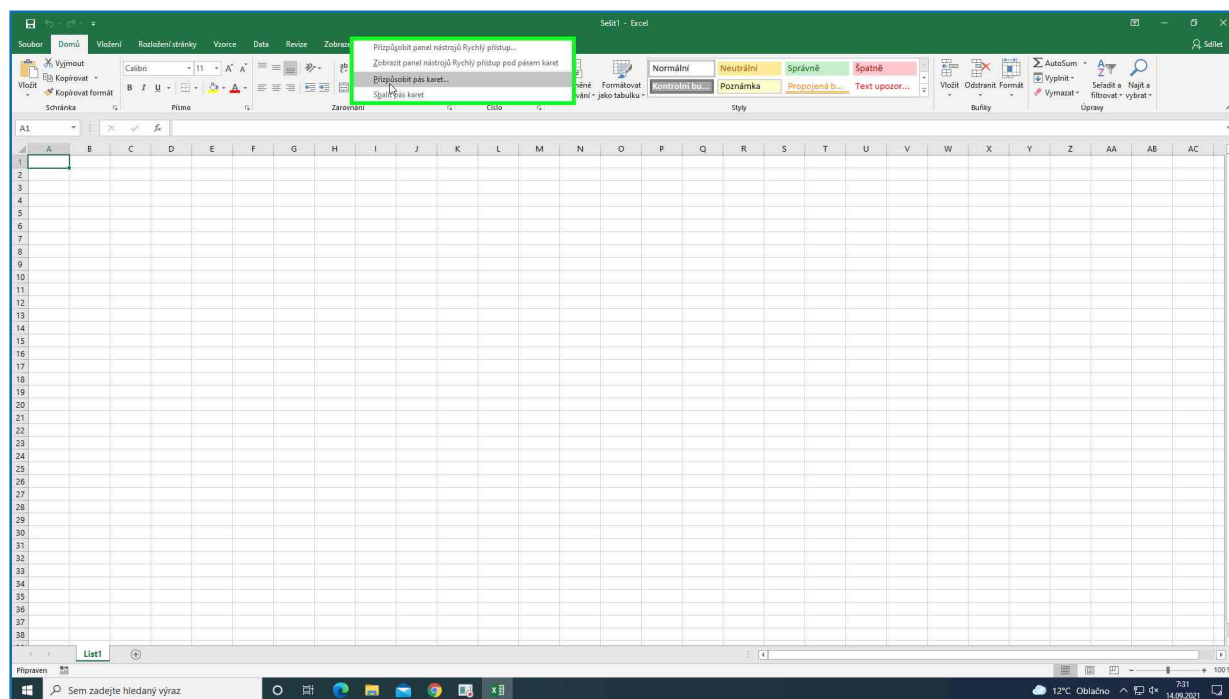 Sešit1 - Excel
Soubor Domů Vložení Rozložení stránky Vzorce Data Revize Zobraze
Sdílet
Přizpůsobit panel nástrojů Rychlý přístup...
Zobrazit panel nástrojů Rychlý přístup pod pásem karet
Přizpůsobit pás karet...
Sbalit pás karet
Vložit
Vyjmout
Kopírovat
Kopírovat formát
Schránka
Calibri 11
B I U
Písmo
Zarovnání
Číslo
Formátovat
jako tabulku
Normální Neutrální Správně Špatně
Kontrolní bu... Poznámka Propojená b... Text upozor...
Styly
Vložit Odstranit Formát
Buňky
AutoSum
Vyplnit
Vymazat
Seřadit a
filtrovat
Najít a
vybrat
Úpravy
A1 fx
A B C D E F G H I J K L M N O P Q R S T U V W X Y Z AA AB AC
1
2
3
4
5
6
7
8
9
10
11
12
13
14
15
16
17
18
19
20
21
22
23
24
25
26
27
28
29
30
31
32
33
34
35
36
37
38
List1
Připraven
100 %
Sem zadejte hledaný výraz
12°C Oblačno
7:31
14.09.2021